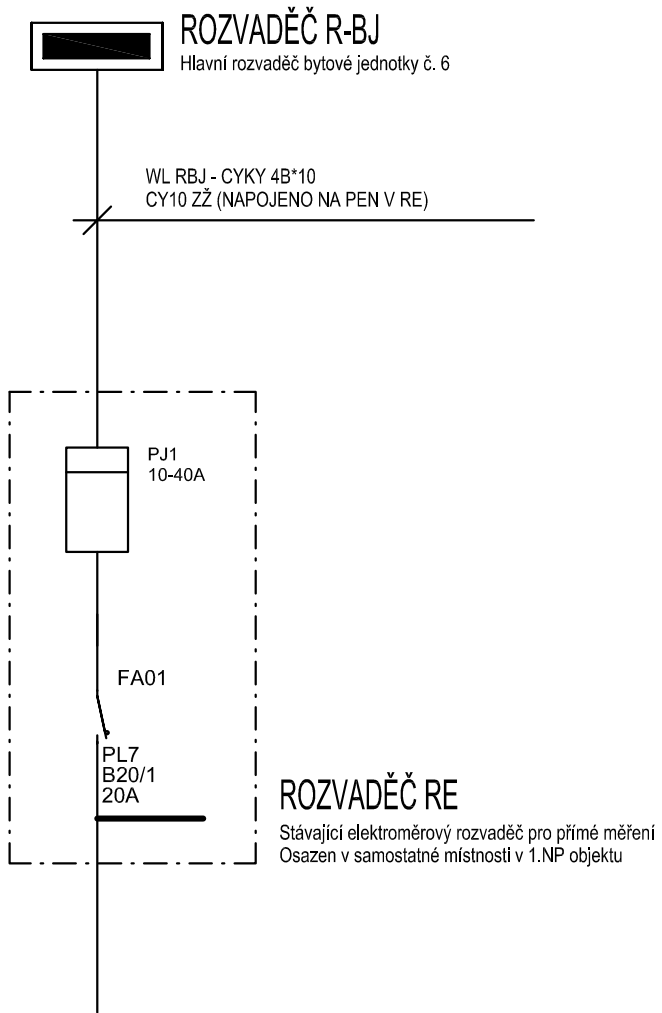 ROZVADĚČ R-BJ
Hlavní rozvaděč bytové jednotky č. 6
WL RBJ - CYKY 4B*10
CY10 ZŽ (NAPOJENO NA PEN V RE)
PJ1
10-40A
FA01
PL7
B20/1
20A
ROZVADĚČ RE
Stávající elektroměrový rozvaděč pro přímé měření
Osazen v samostatné místnosti v 1.NP objektu